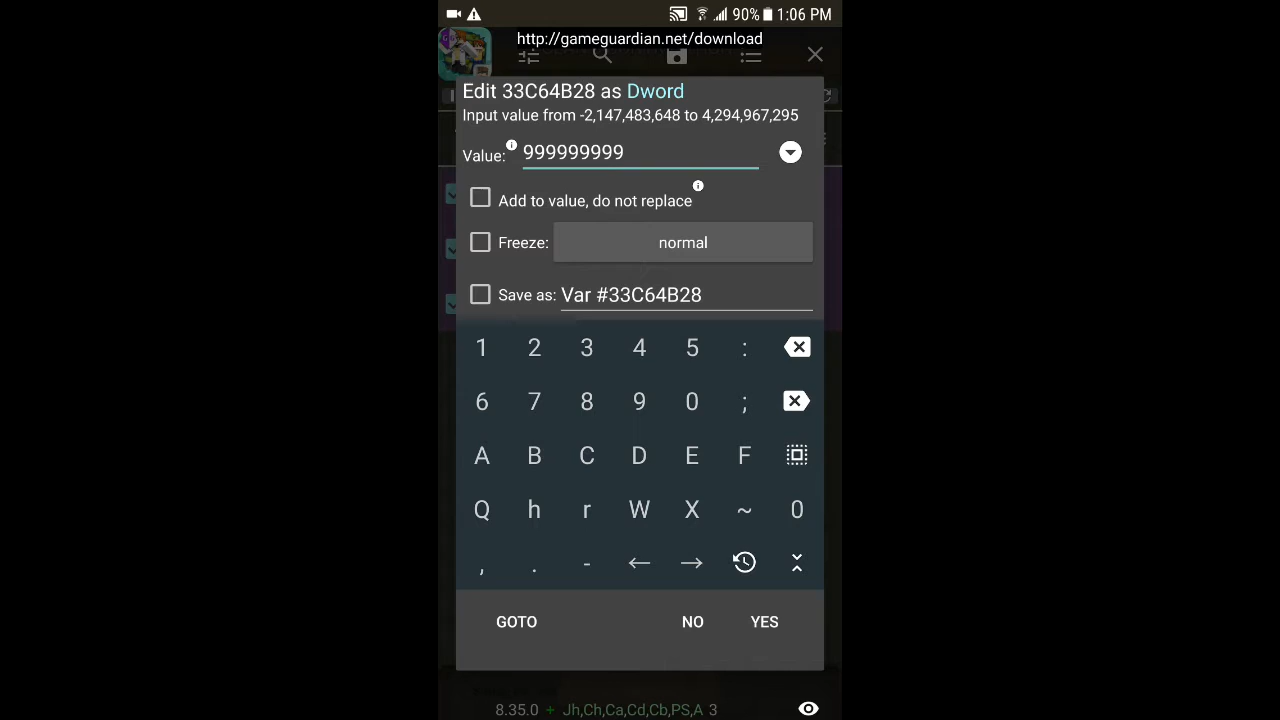 90% 1:06 PM
http://gameguardian.net/download
Edit 33C64B28 as Dword
Input value from -2,147,483,648 to 4,294,967,295
Value: 999999999
Add to value, do not replace
Freeze: normal
Save as: Var #33C64B28
1 2 3 4 5 :
6 7 8 9 0 ;
A B C D E F
Q h r W X ~ 0
, . - ← →
GOTO NO YES
8.35.0 + Jh,Ch,Ca,Cd,Cb,PS,A 3